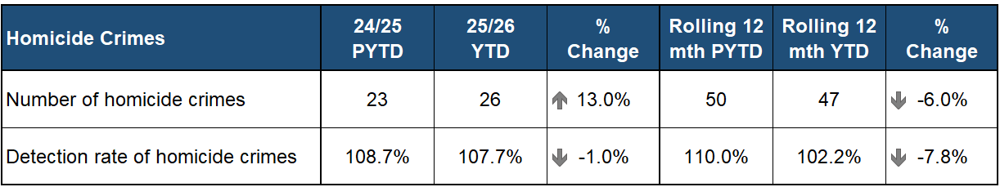 Homicide Crimes 24/25 PYTD 25/26 YTD % Change Rolling 12 mth PYTD Rolling 12 mth YTD % Change
Number of homicide crimes 23 26 13.0% 50 47 -6.0%
Detection rate of homicide crimes 108.7% 107.7% -1.0% 110.0% 102.2% -7.8%